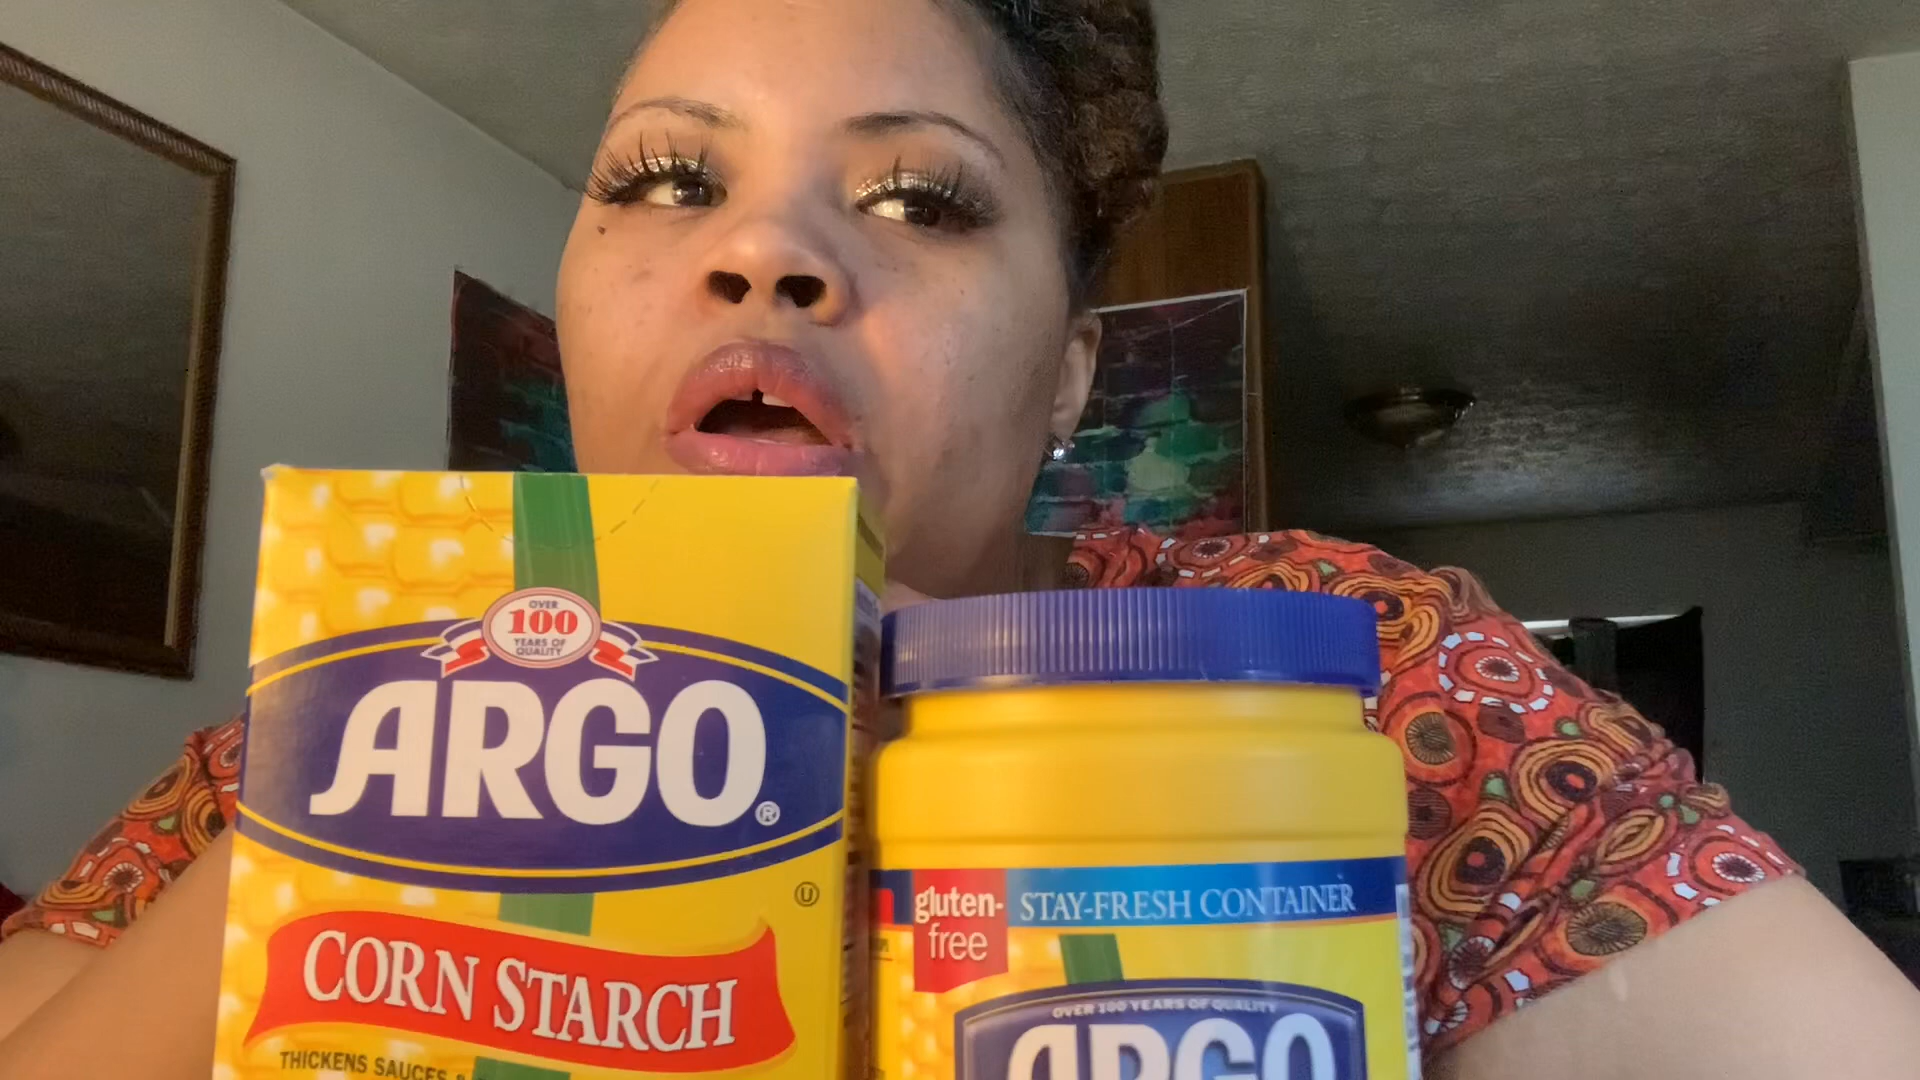 OVER
100
YEARS OF
QUALITY
ARGO®
U
CORN STARCH
THICKENS SAUCES &
gluten-
free
STAY-FRESH CONTAINER
OVER 100 YEARS OF QUALITY
ARGO